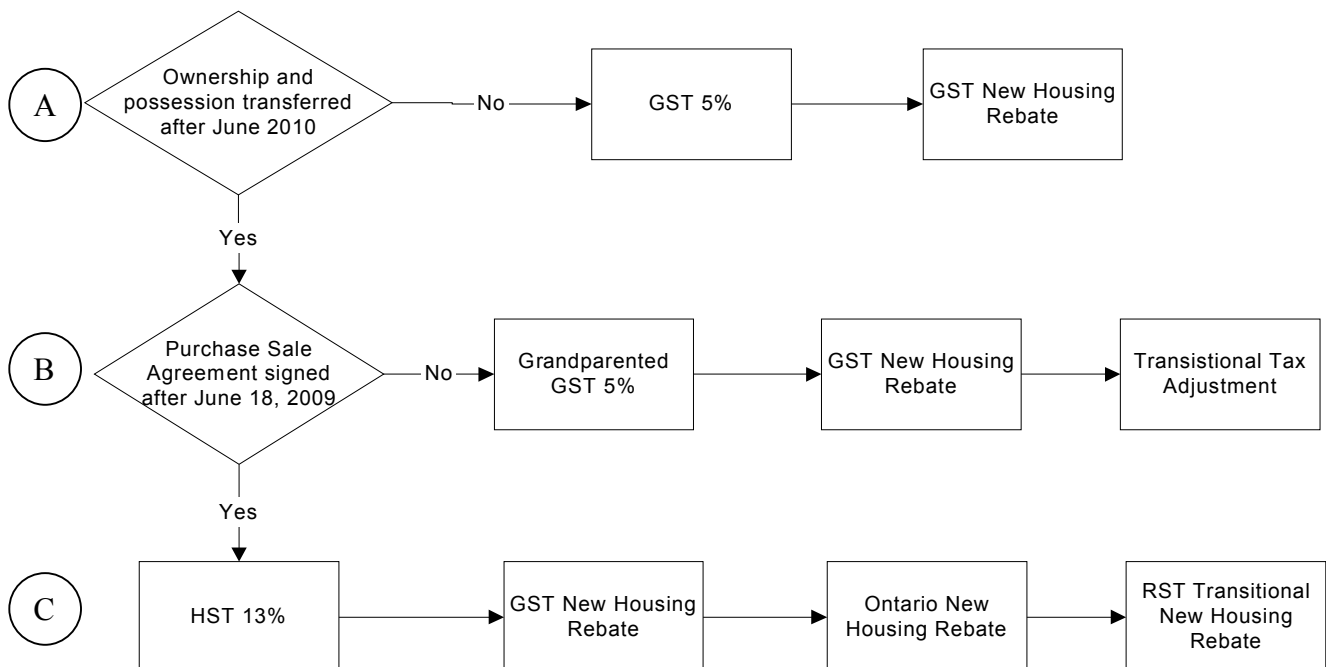 A
Ownership and
possession transferred
after June 2010
No
GST 5%
GST New Housing
Rebate
Yes
B
Purchase Sale
Agreement signed
after June 18, 2009
No
Grandparented
GST 5%
GST New Housing
Rebate
Transistional Tax
Adjustment
Yes
C
HST 13%
GST New Housing
Rebate
Ontario New
Housing Rebate
RST Transitional
New Housing
Rebate